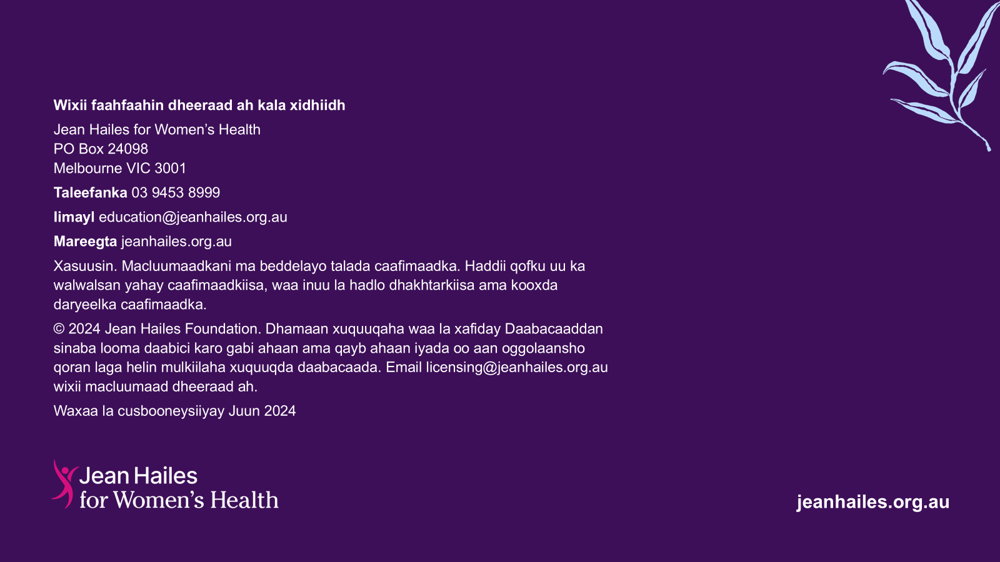 Wixii faahfaahin dheeraad ah kala xidhiidh
Jean Hailes for Women’s Health
PO Box 24098
Melbourne VIC 3001
Taleefanka 03 9453 8999
Iimayl education@jeanhailes.org.au
Mareegta jeanhailes.org.au
Xasuusin. Macluumaadkani ma beddelayo talada caafimaadka. Haddii qofku uu ka
walwalsan yahay caafimaadkiisa, waa inuu la hadlo dhakhtarkiisa ama kooxda
daryeelka caafimaadka.
© 2024 Jean Hailes Foundation. Dhamaan xuquuqaha waa la xafiday Daabacaaddan
sinaba looma daabici karo gabi ahaan ama qayb ahaan iyada oo aan oggolaansho
qoran laga helin mulkiilaha xuquuqda daabacaada. Email licensing@jeanhailes.org.au
wixii macluumaad dheeraad ah.
Waxaa la cusbooneysiiyay Juun 2024
Jean Hailes
for Women’s Health
jeanhailes.org.au